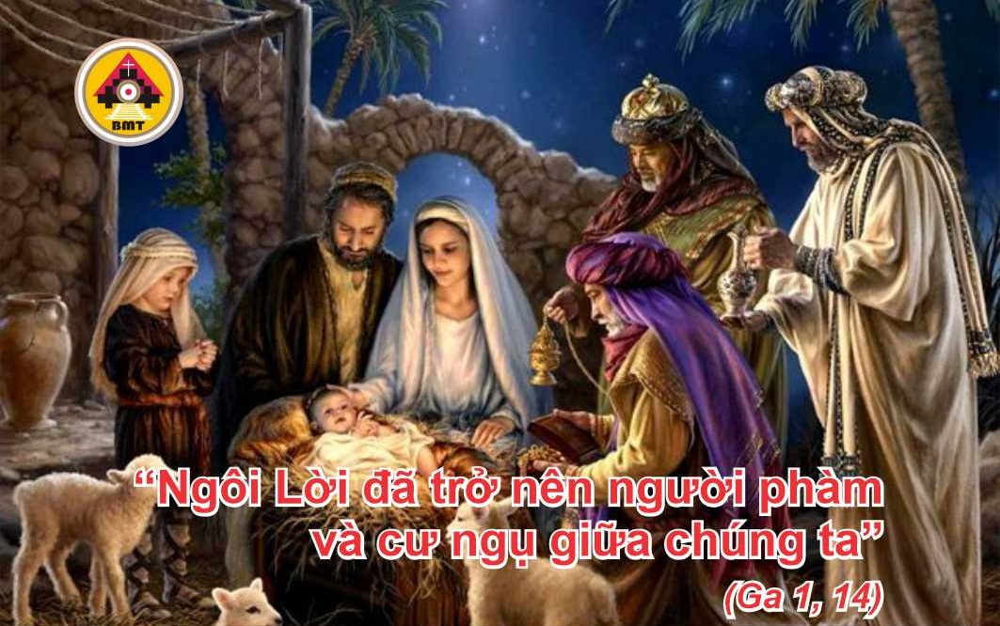 BMT
“Ngôi Lời đã trở nên người phàm
và cư ngụ giữa chúng ta”
(Ga 1, 14)